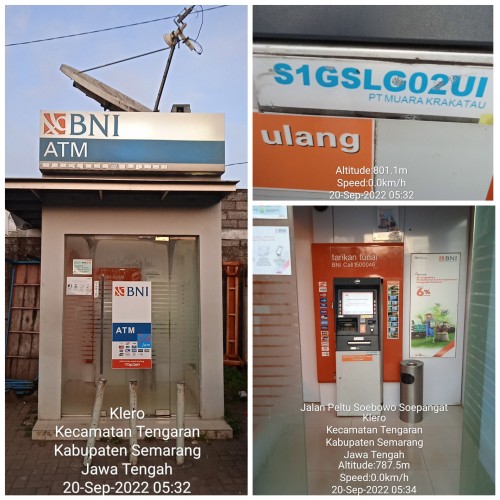 BNI
ATM
BNI
ATM
Klero
Kecamatan Tengaran
Kabupaten Semarang
Jawa Tengah
20-Sep-2022 05:32
S1GSLG02UI
PT MUARA KRAKATAU
ulang
Altitude:801.1m
Speed:0.0km/h
20-Sep-2022 05:32
tarikan tunai
BNI Call 1500046
BNI
6%
Jalan Peltu Soebowo Soepangat
Klero
Kecamatan Tengaran
Kabupaten Semarang
Jawa Tengah
Altitude:787.5m
Speed:0.0km/h
20-Sep-2022 05:34